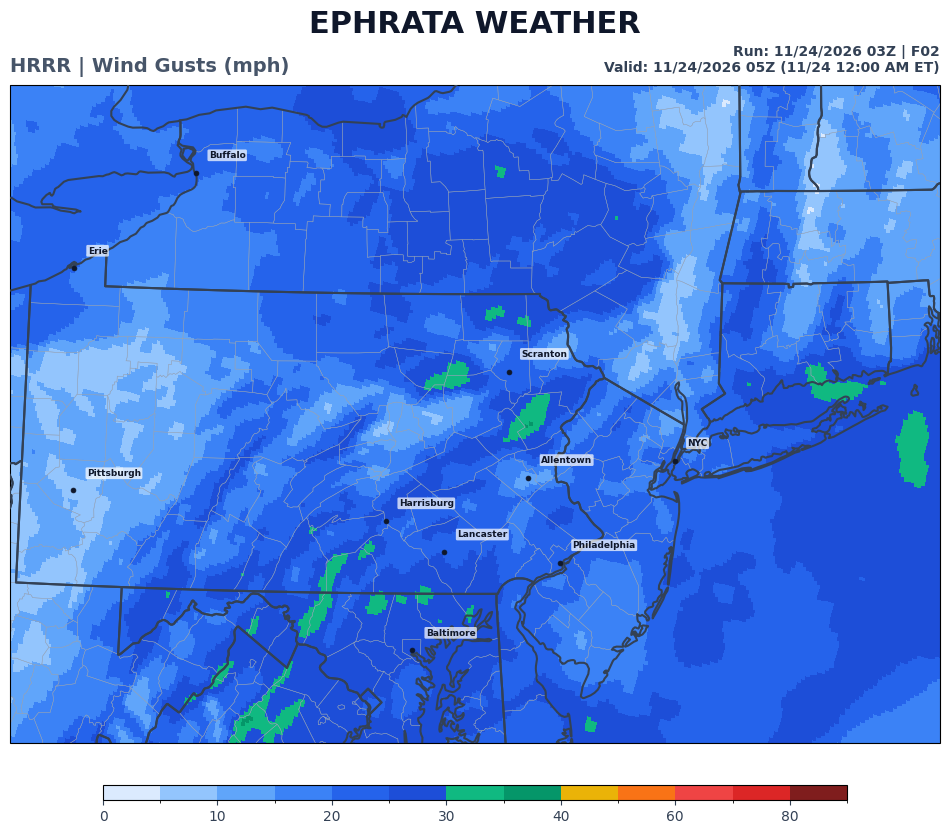 EPHRATA WEATHER
HRRR | Wind Gusts (mph)
Run: 11/24/2026 03Z | F02
Valid: 11/24/2026 05Z (11/24 12:00 AM ET)
Buffalo
Erie
Scranton
NYC
Allentown
Pittsburgh
Harrisburg
Lancaster
Philadelphia
Baltimore
0 10 20 30 40 60 80